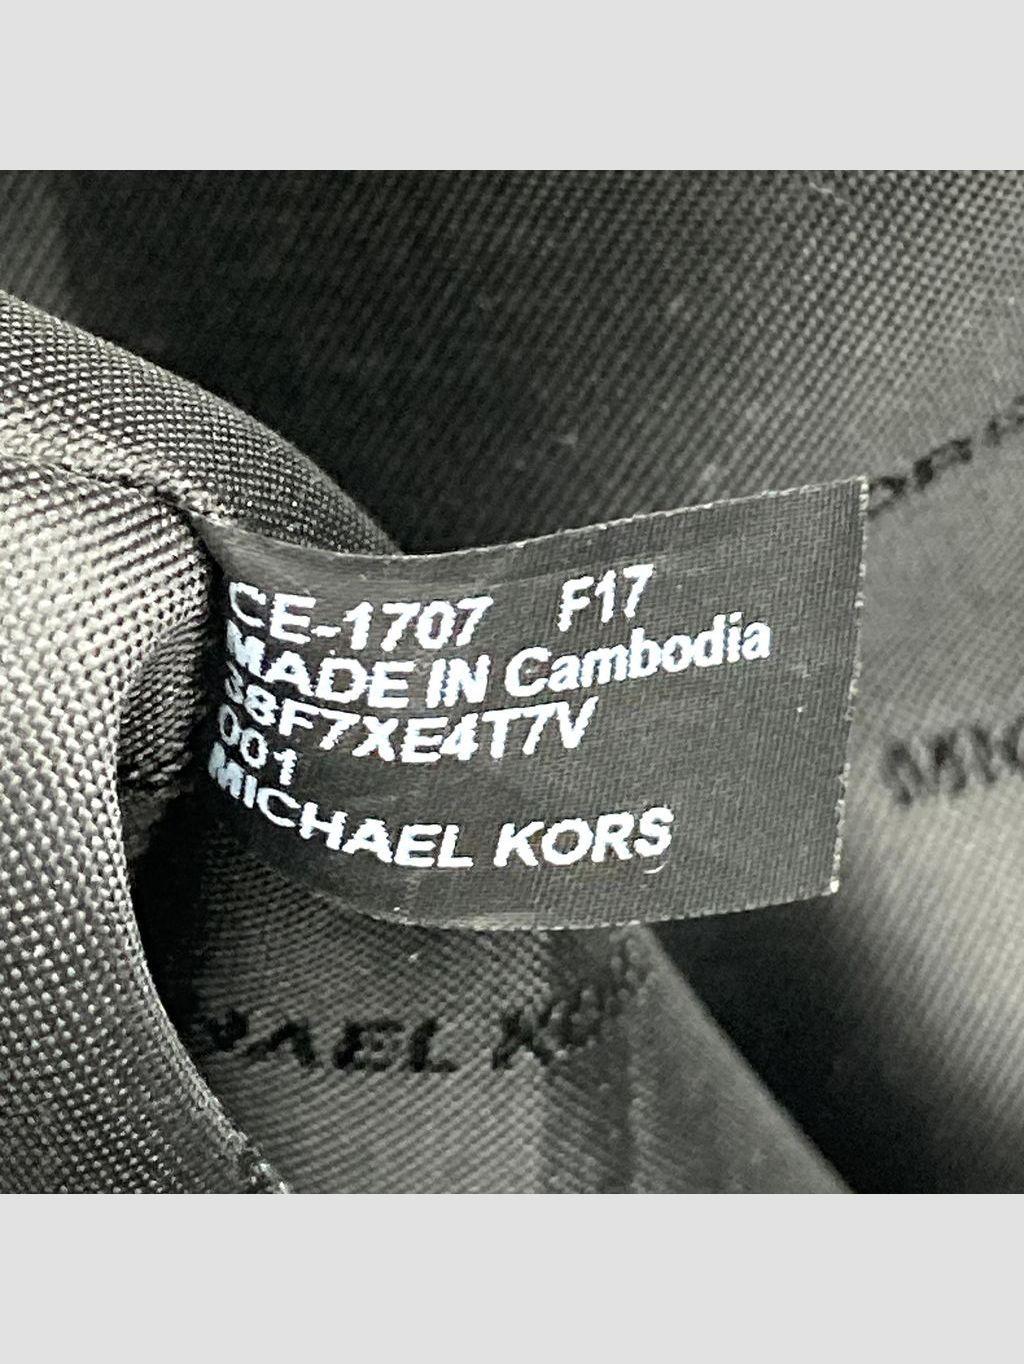 CE-1707 F17
MADE IN Cambodia
38F7XE4T7V
001
MICHAEL KORS